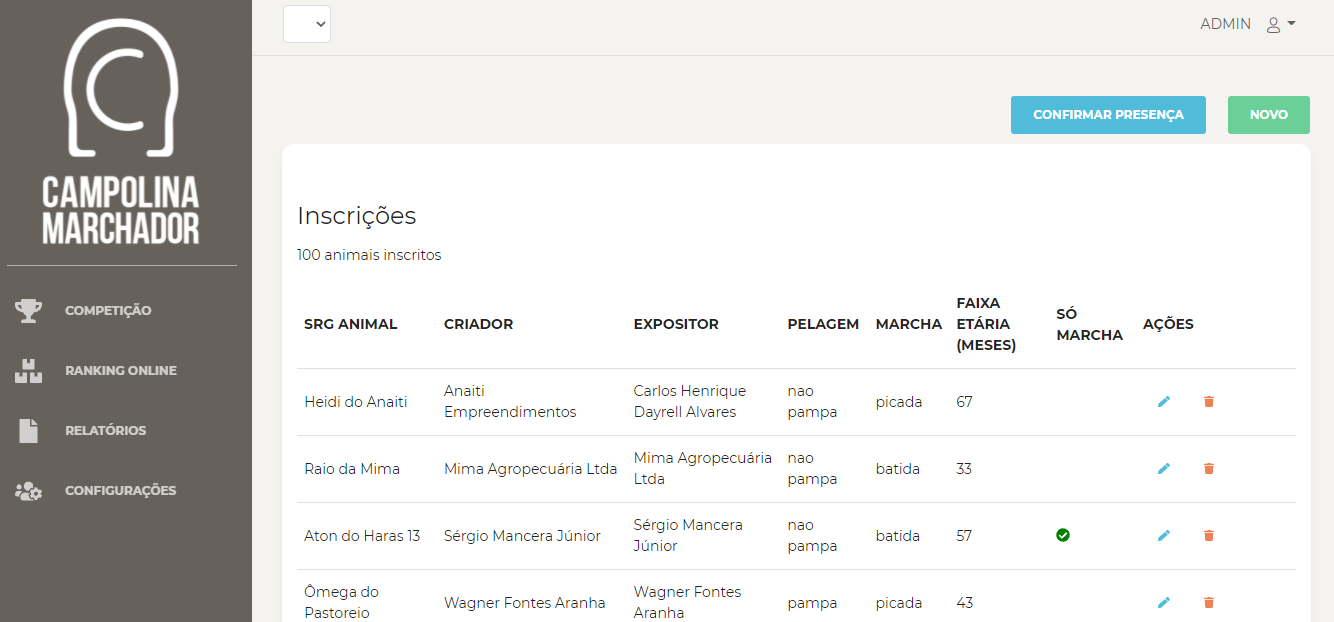 CAMPOLINA
MARCHADOR
COMPETIÇÃO
RANKING ONLINE
RELATÓRIOS
CONFIGURAÇÕES
ADMIN
CONFIRMAR PRESENÇA
NOVO
Inscrições
100 animais inscritos
SRG ANIMAL
CRIADOR
EXPOSITOR
PELAGEM
MARCHA
FAIXA
ETÁRIA
(MESES)
SÓ
MARCHA
AÇÕES
Heidi do Anaiti
Anaiti
Empreendimentos
Carlos Henrique
Dayrell Alvares
nao
pampa
picada
67
Raio da Mima
Mima Agropecuária Ltda
Mima Agropecuária
Ltda
nao
pampa
batida
33
Aton do Haras 13
Sérgio Mancera Júnior
Sérgio Mancera
Júnior
nao
pampa
batida
57
Ômega do
Pastoreio
Wagner Fontes Aranha
Wagner Fontes
Aranha
pampa
picada
43